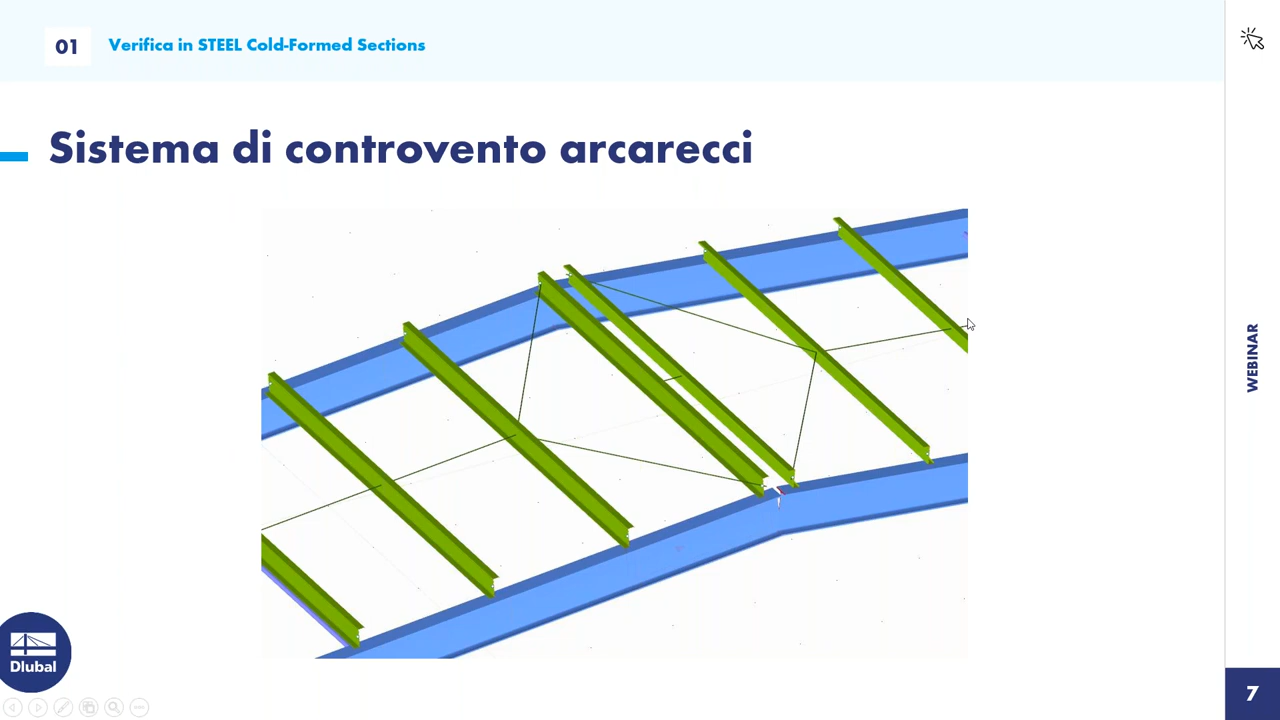 01
Verifica in STEEL Cold-Formed Sections
Sistema di controvento arcarecci
WEBINAR
Dlubal
7